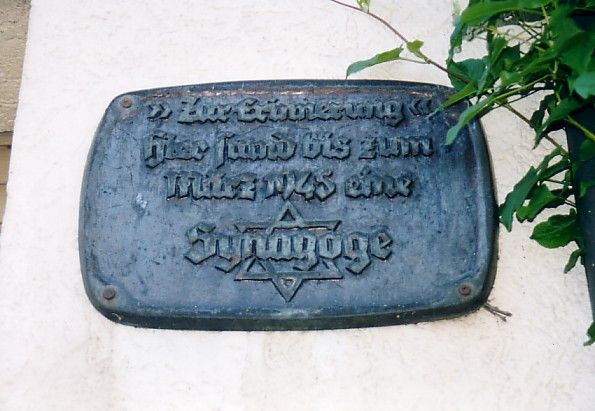 »Zur Erinnerung«
Hier stand bis zum
März 1945 eine
Synagoge